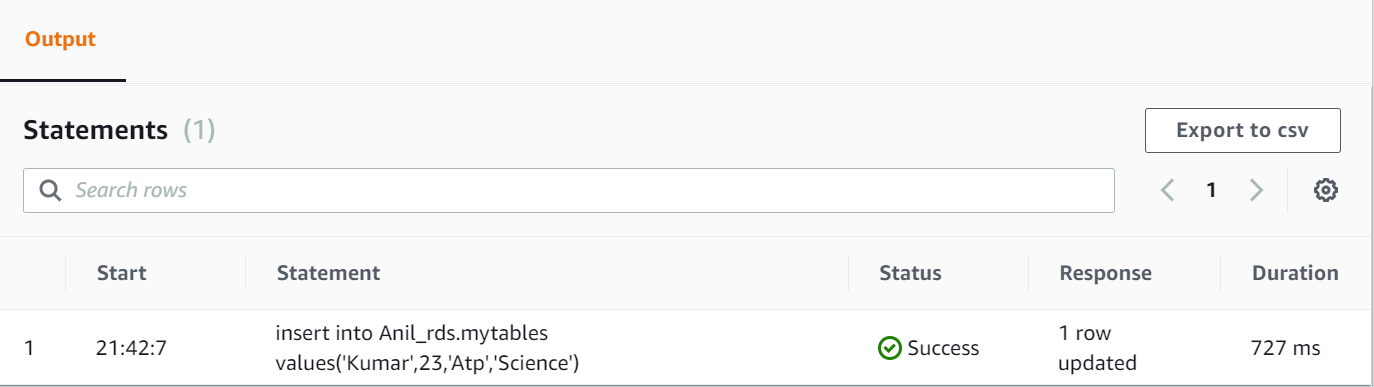 Output
Statements (1)
Export to csv
Search rows
1
Start Statement Status Response Duration
1 21:42:7 insert into Anil_rds.mytables Success 1 row 727 ms
values('Kumar',23,'Atp','Science') updated